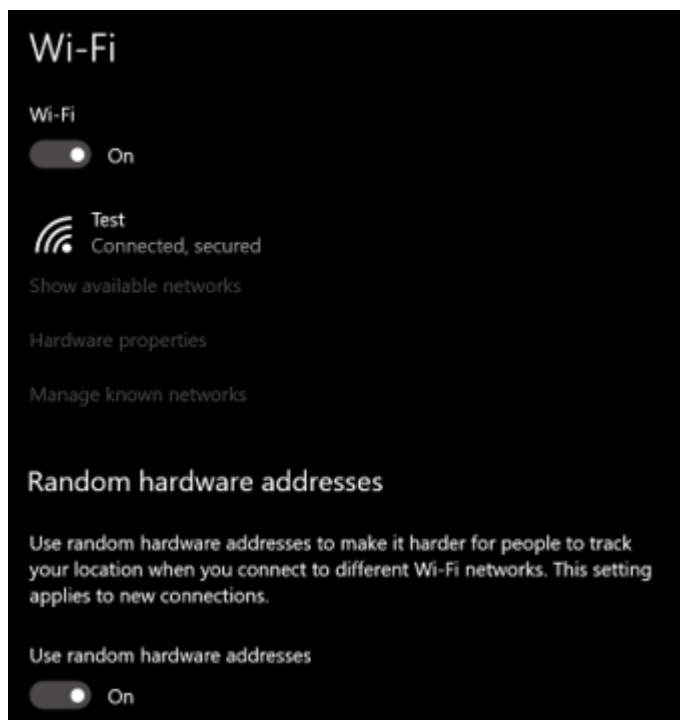 Wi-Fi
Wi-Fi
On
Test
Connected, secured
Show available networks
Hardware properties
Manage known networks
Random hardware addresses
Use random hardware addresses to make it harder for people to track
your location when you connect to different Wi-Fi networks. This setting
applies to new connections.
Use random hardware addresses
On